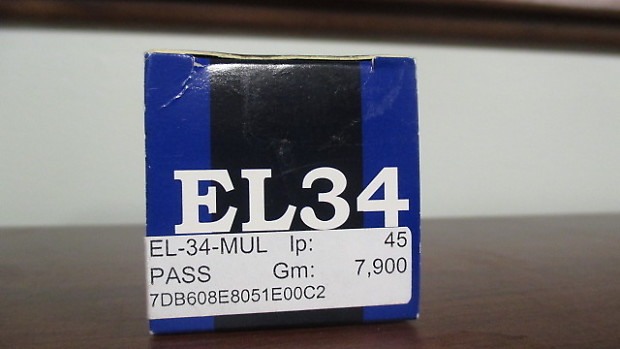 EL34
EL-34-MUL Ip: 45
PASS Gm: 7,900
7DB608E8051E00C2